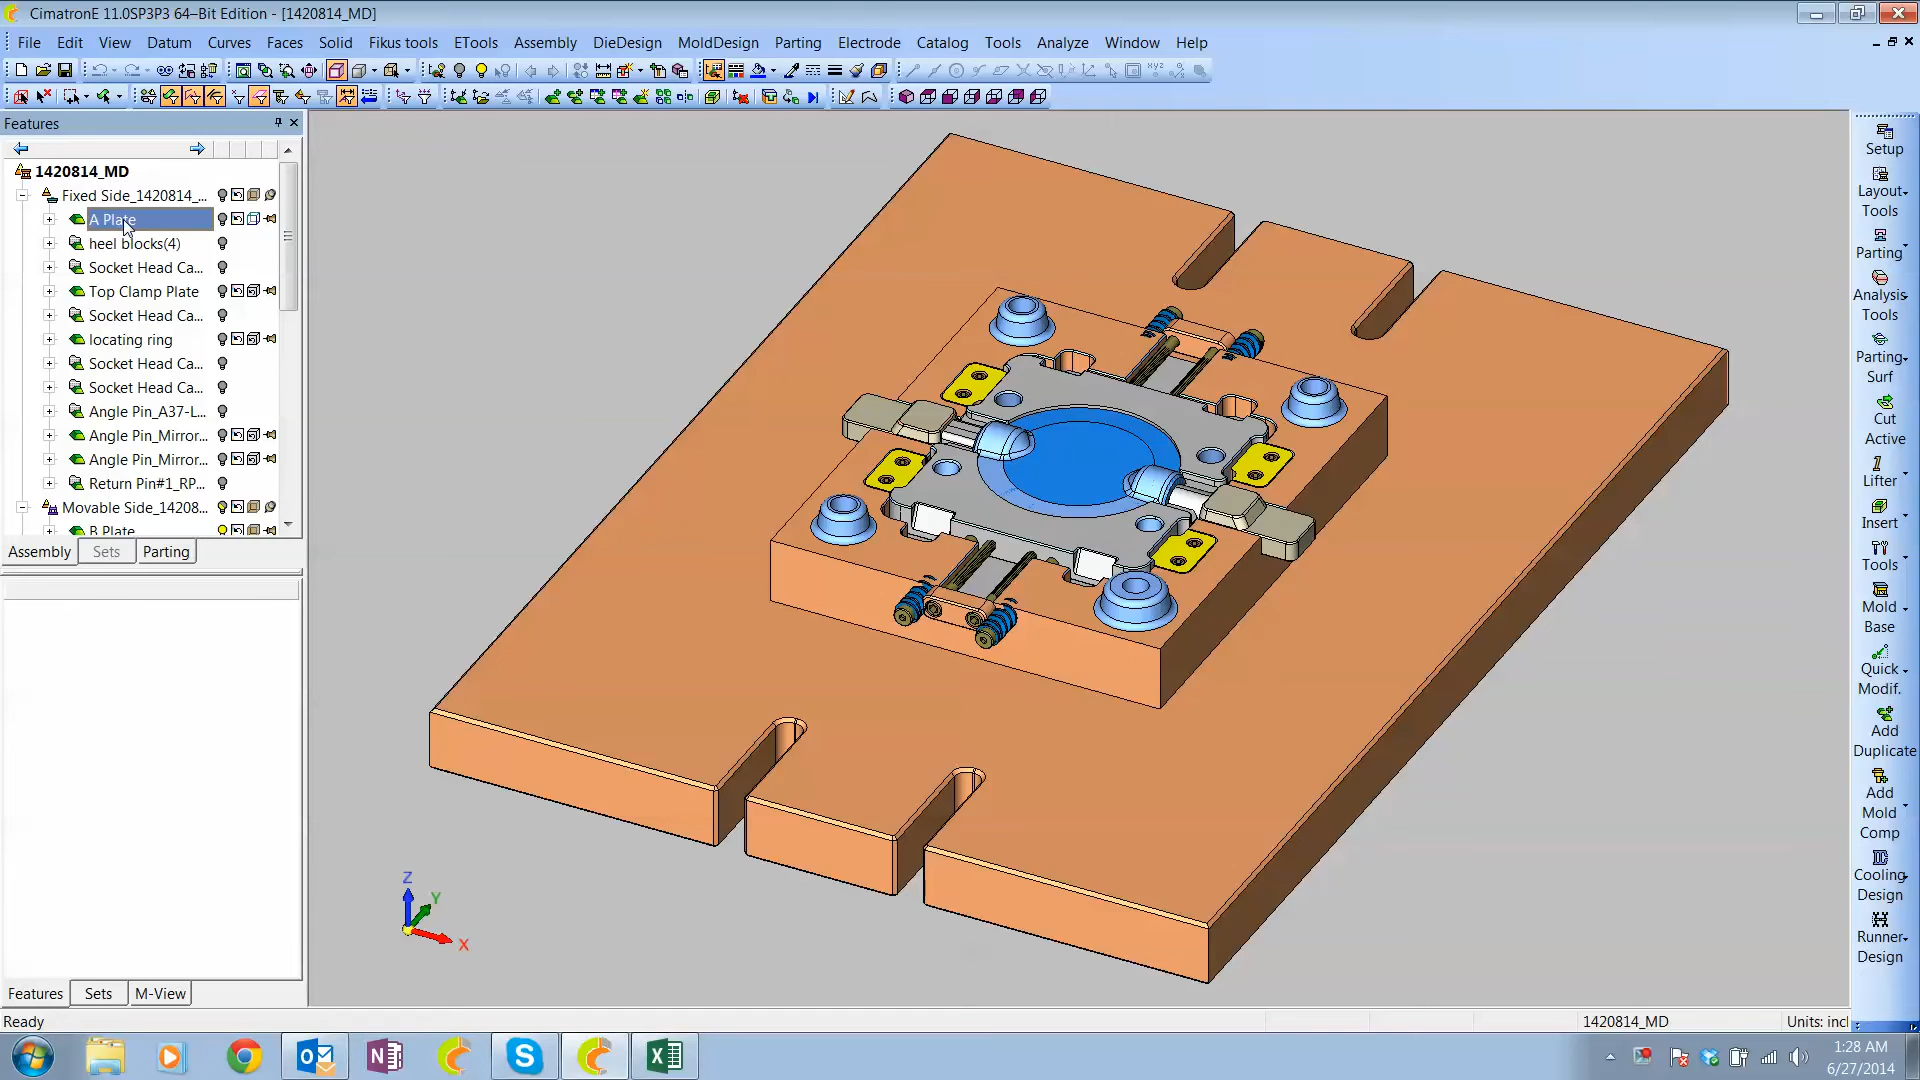 CimatronE 11.0SP3P3 64–Bit Edition - [1420814_MD]
File Edit View Datum Curves Faces Solid Fikus tools ETools Assembly DieDesign MoldDesign Parting Electrode Catalog Tools Analyze Window Help
Features
1420814_MD
Fixed Side_1420814_...
A Plate
heel blocks(4)
Socket Head Ca...
Top Clamp Plate
Socket Head Ca...
locating ring
Socket Head Ca...
Socket Head Ca...
Angle Pin_A37-L...
Angle Pin_Mirror...
Angle Pin_Mirror...
Return Pin#1_RP...
Movable Side_14208...
B Plate
Assembly Sets Parting
Features Sets M-View
Z
Y
X
Setup
Layout
Tools
Parting
Analysis
Tools
Parting
Surf
Cut
Active
Lifter
Insert
Tools
Mold
Base
Quick
Modif.
Add
Duplicate
Add
Mold
Comp
Cooling
Design
Runner
Design
Ready
1420814_MD
Units: incl
1:28 AM
6/27/2014